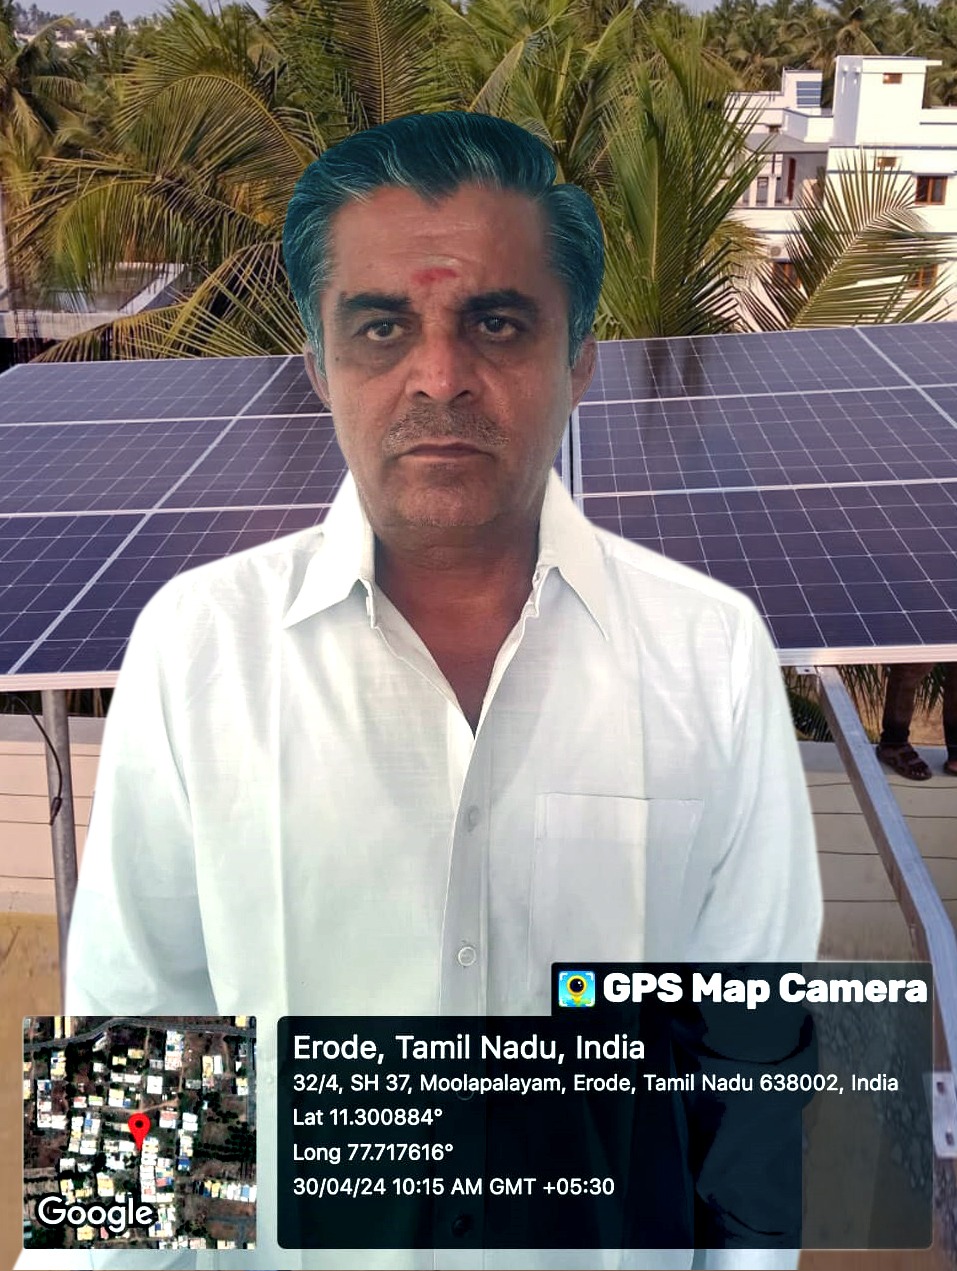 GPS Map Camera
Erode, Tamil Nadu, India
32/4, SH 37, Moolapalayam, Erode, Tamil Nadu 638002, India
Lat 11.300884°
Long 77.717616°
30/04/24 10:15 AM GMT +05:30
Google